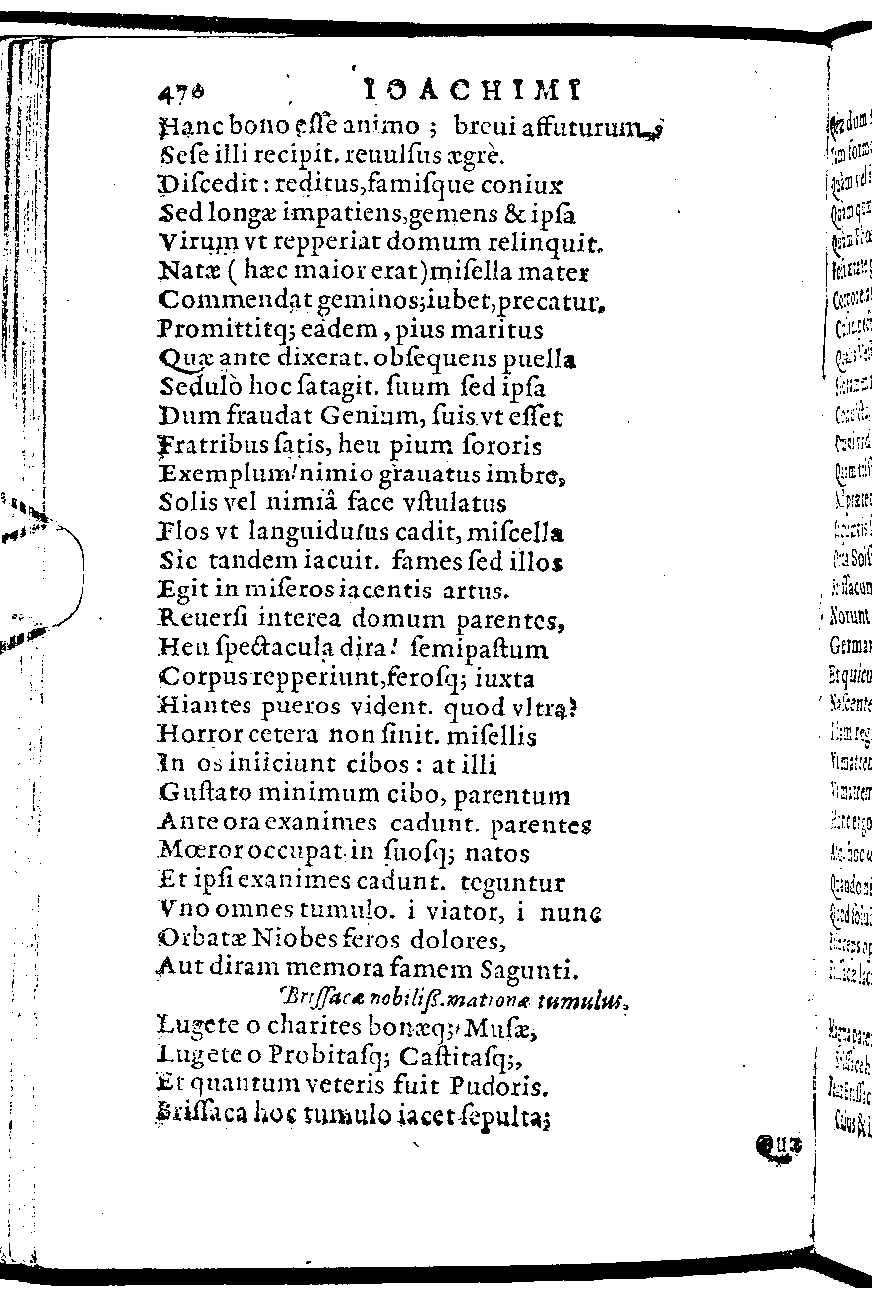 470 IOACHIMI
Hanc bono eſſe animo ; breui affuturum,
Seſe illi recipit. reuulſus ægrè.
Diſcedit : reditus,famiſque coniux
Sed longæ impatiens,gemens & ipſa
Virum vt repperiat domum relinquit.
Natæ ( hæc maior erat)miſella mater
Commendat geminos;iubet,precatur,
Promittitq; eadem , pius maritus
Quæ ante dixerat. obſequens puella
Sedulò hoc ſatagit. ſuum ſed ipſa
Dum fraudat Genium, ſuis vt eſſet
Fratribus ſatis, heu pium ſororis
Exemplum!nimio grauatus imbre,
Solis vel nimiâ face vſtulatus
Flos vt languidulus cadit, miſcella
Sic tandem iacuit. fames ſed illos
Egit in miſeros iacentis artus.
Reuerſi interea domum parentes,
Heu ſpectacula dira! ſemipaſtum
Corpus repperiunt,feroſq; iuxta
Hiantes pueros vident. quod vltra?
Horror cetera non ſinit. miſellis
In os iniiciunt cibos : at illi
Guſtato minimum cibo, parentum
Ante ora exanimes cadunt. parentes
Mœror occupat in ſuoſq; natos
Et ipſi exanimes cadunt. teguntur
Vno omnes tumulo. i viator, i nunc
Orbatæ Niobes feros dolores,
Aut diram memora famem Sagunti.
Briſſacæ nobiliß.mationæ tumulus.
Lugete o charites bonæq; Muſæ,
Lugete o Probitaſq; Caſtitaſq;,
Et quantum veteris fuit Pudoris.
Briſſaca hoc tumulo iacet ſepulta;
Quæ